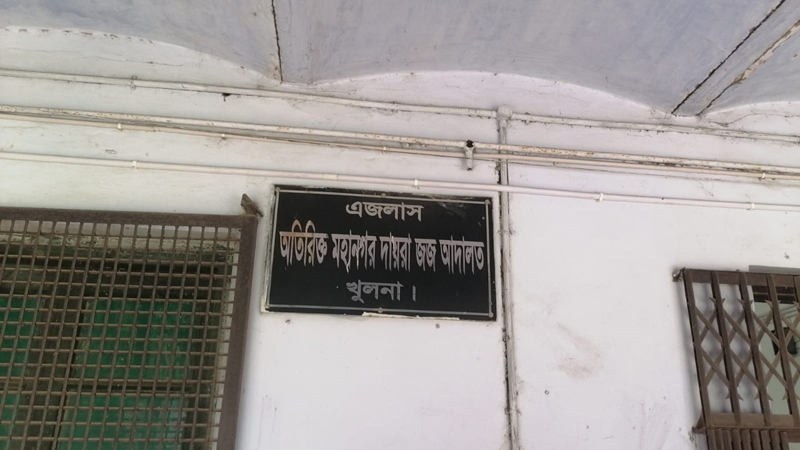 এজলাস
অতিরিক্ত মহানগর দায়রা জজ আদালত
খুলনা।